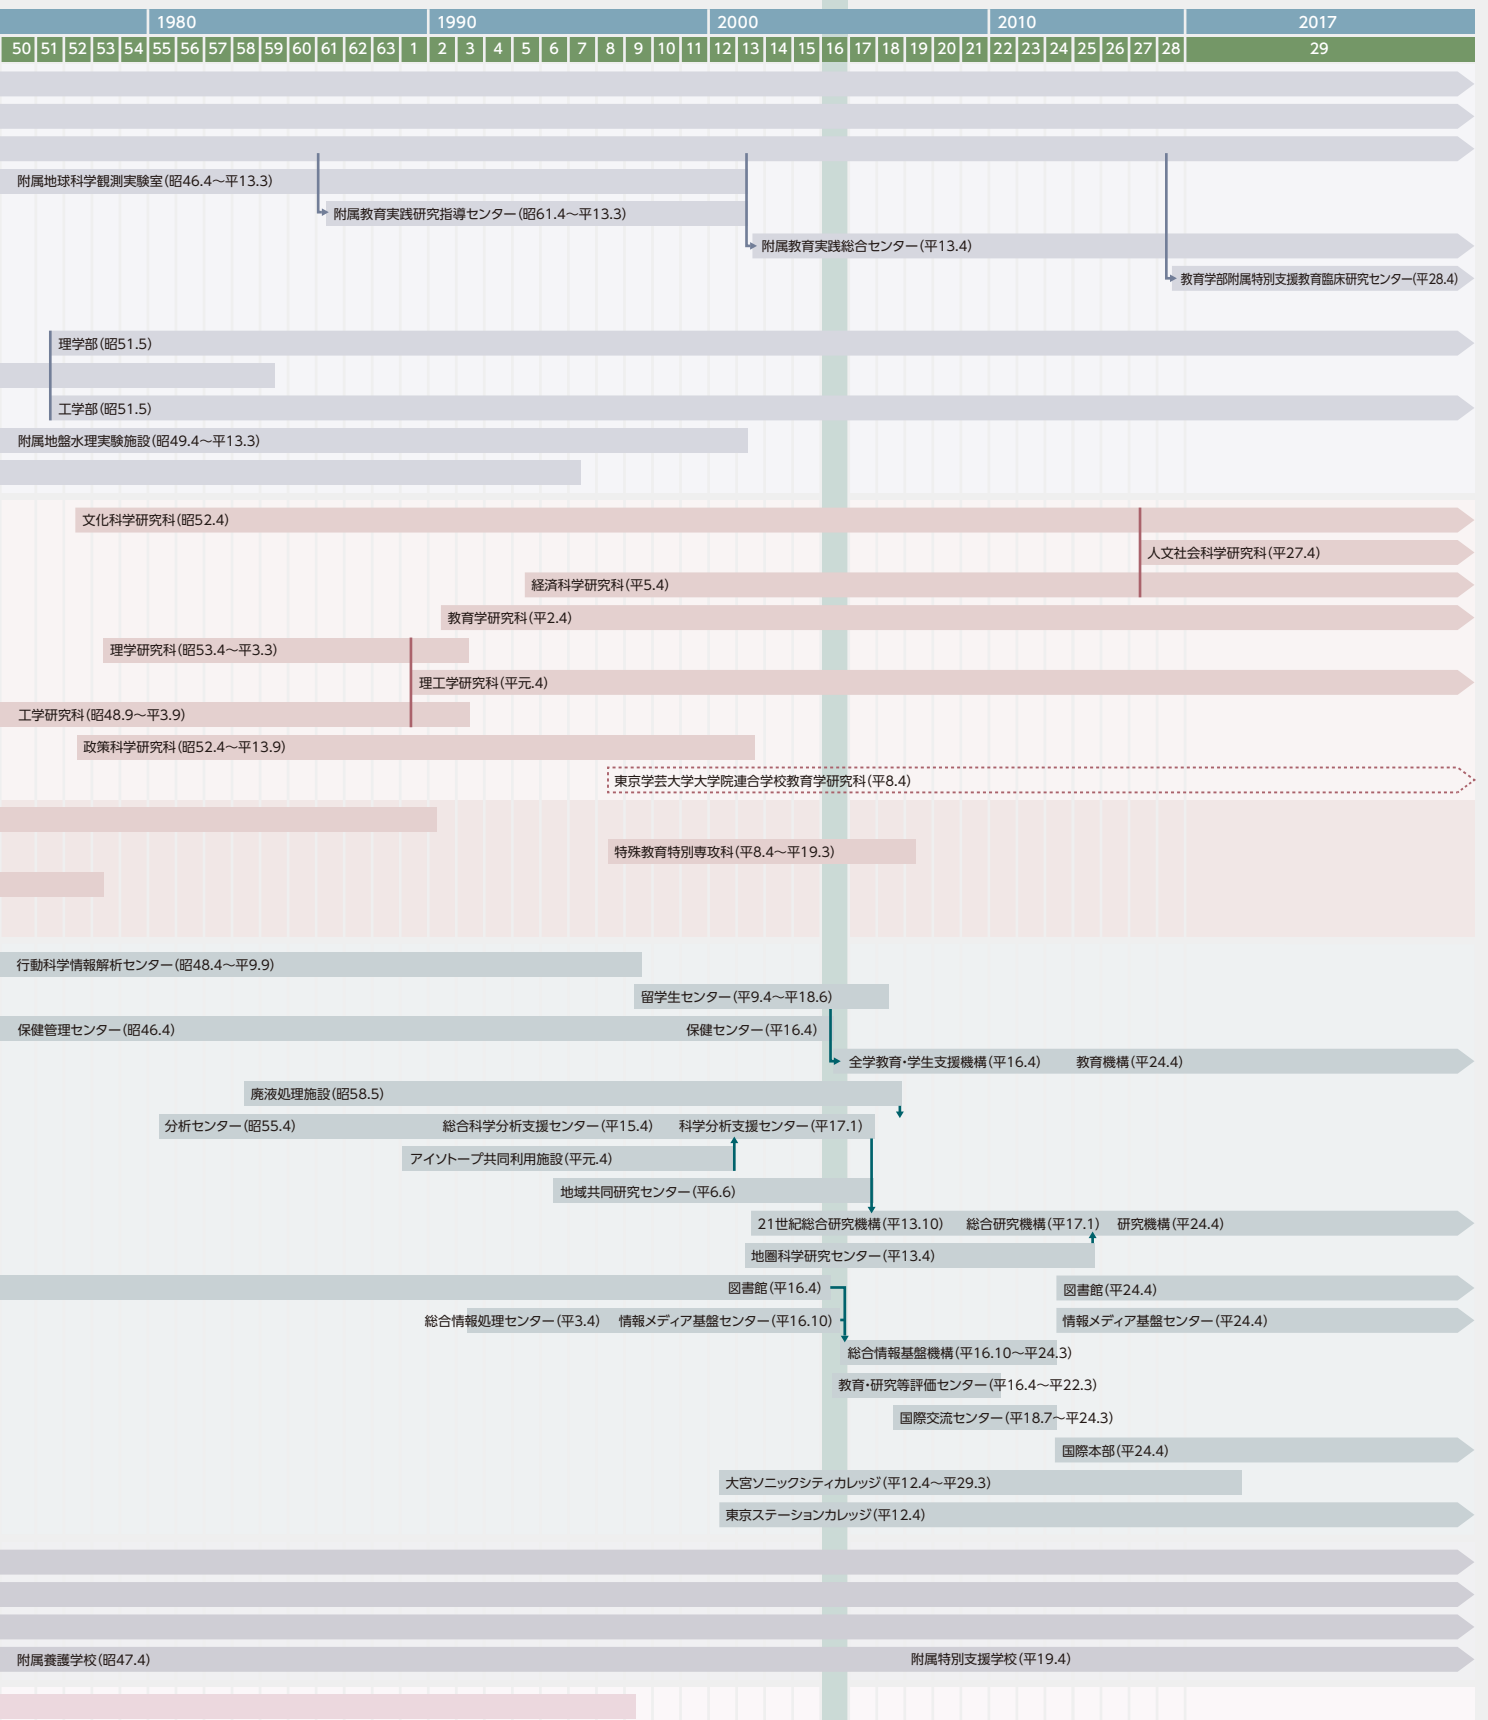 1980 1990 2000 2010 2017
50 51 52 53 54 55 56 57 58 59 60 61 62 63 1 2 3 4 5 6 7 8 9 10 11 12 13 14 15 16 17 18 19 20 21 22 23 24 25 26 27 28 29
附属地球科学観測実験室(昭46.4〜平13.3)
附属教育実践研究指導センター(昭61.4〜平13.3)
附属教育実践総合センター(平13.4)
教育学部附属特別支援教育臨床研究センター(平28.4)
理学部(昭51.5)
工学部(昭51.5)
附属地盤水理実験施設(昭49.4〜平13.3)
文化科学研究科(昭52.4)
人文社会科学研究科(平27.4)
経済科学研究科(平5.4)
教育学研究科(平2.4)
理学研究科(昭53.4〜平3.3)
理工学研究科(平元.4)
工学研究科(昭48.9〜平3.9)
政策科学研究科(昭52.4〜平13.9)
東京学芸大学大学院連合学校教育学研究科(平8.4)
特殊教育特別専攻科(平8.4〜平19.3)
行動科学情報解析センター(昭48.4〜平9.9)
留学生センター(平9.4〜平18.6)
保健管理センター(昭46.4) 保健センター(平16.4)
全学教育・学生支援機構(平16.4) 教育機構(平24.4)
廃液処理施設(昭58.5)
分析センター(昭55.4) 総合科学分析支援センター(平15.4) 科学分析支援センター(平17.1)
アイソトープ共同利用施設(平元.4)
地域共同研究センター(平6.6)
21世紀総合研究機構(平13.10) 総合研究機構(平17.1) 研究機構(平24.4)
地圏科学研究センター(平13.4)
図書館(平16.4) 図書館(平24.4)
総合情報処理センター(平3.4) 情報メディア基盤センター(平16.10) 情報メディア基盤センター(平24.4)
総合情報基盤機構(平16.10〜平24.3)
教育・研究等評価センター(平16.4〜平22.3)
国際交流センター(平18.7〜平24.3)
国際本部(平24.4)
大宮ソニックシティカレッジ(平12.4〜平29.3)
東京ステーションカレッジ(平12.4)
附属養護学校(昭47.4) 附属特別支援学校(平19.4)